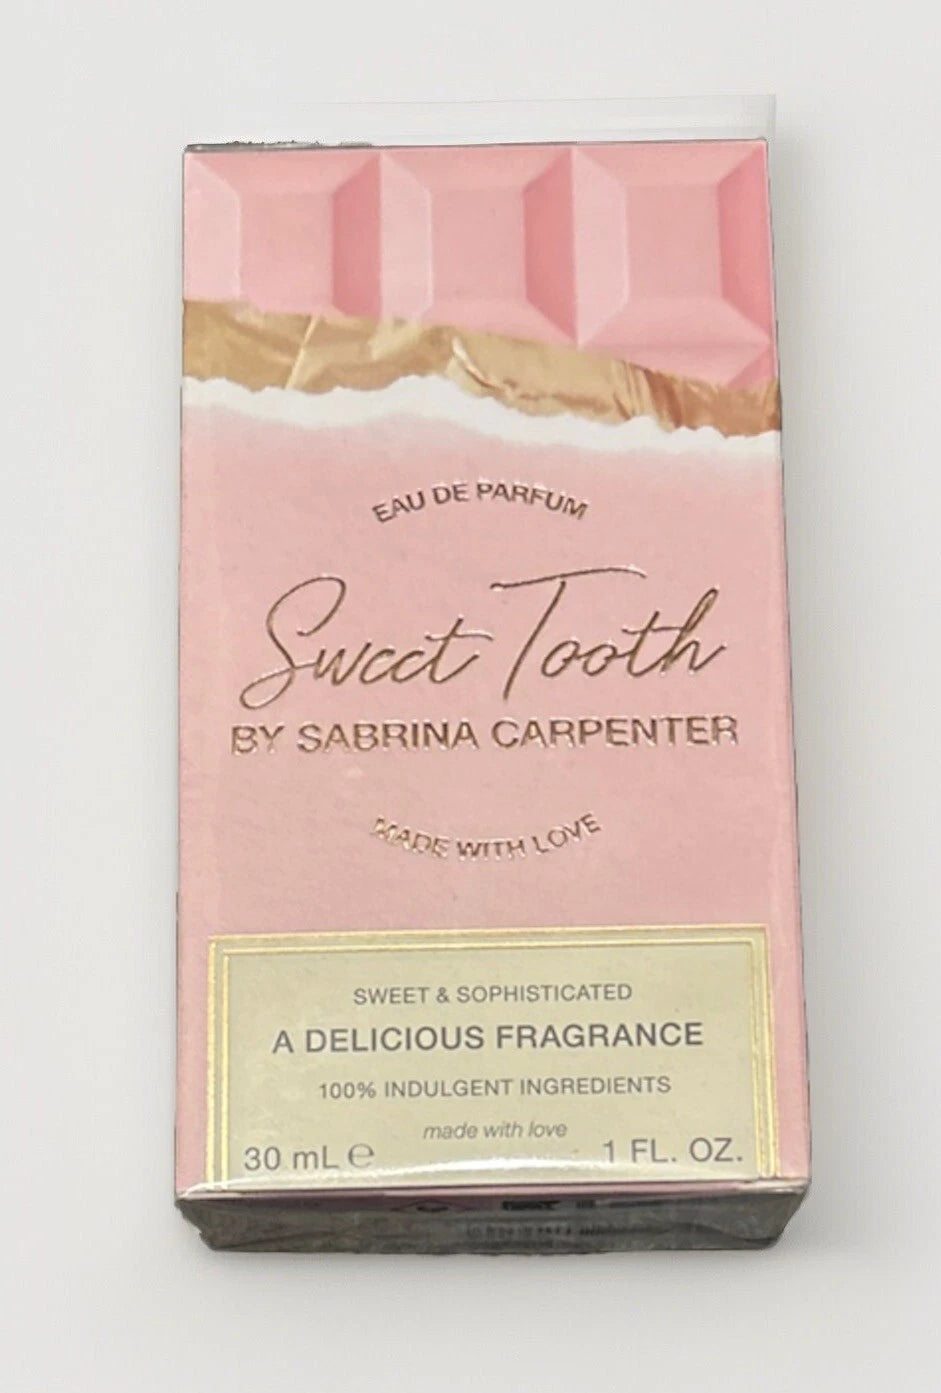 EAU DE PARFUM
Sweet Tooth
BY SABRINA CARPENTER
MADE WITH LOVE
SWEET & SOPHISTICATED
A DELICIOUS FRAGRANCE
100% INDULGENT INGREDIENTS
made with love
30 mL ℮ 1 FL. OZ.